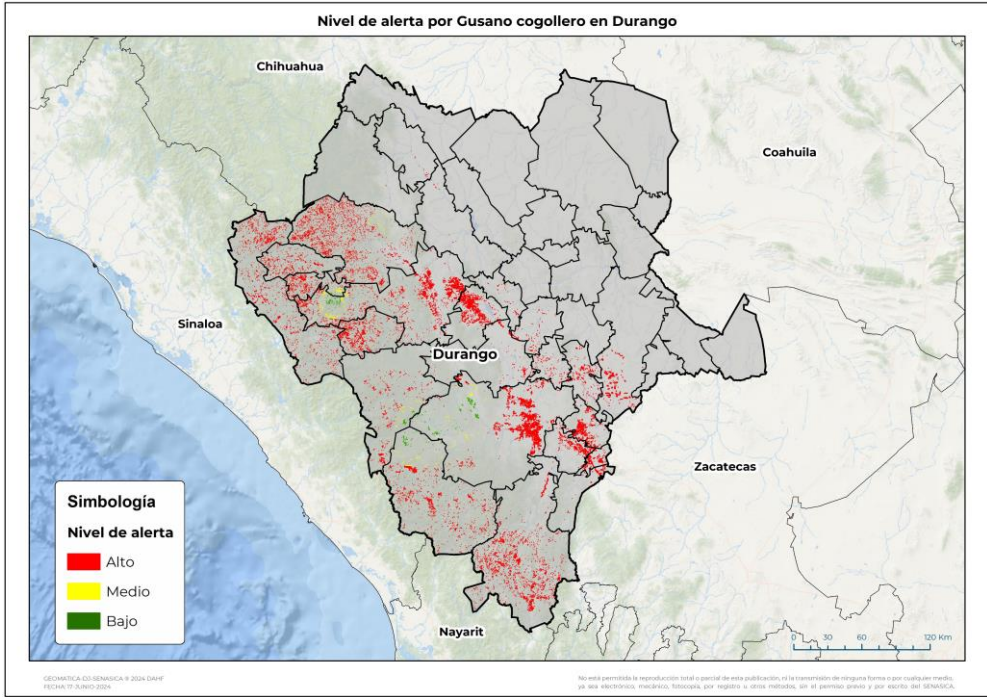 Nivel de alerta por Gusano cogollero en Durango
Chihuahua
Coahuila
Sinaloa
Durango
Zacatecas
Nayarit
Simbología
Nivel de alerta
Alto
Medio
Bajo
0 30 60 120 Km
GEOMATICA-DJ-SENASICA ® 2024 DAHF
FECHA: 17-JUNIO-2024
No está permitida la reproducción total o parcial de esta publicación, ni la transmisión de ninguna forma o por cualquier medio,
ya sea electrónico, mecánico, fotocopia, por registro u otros métodos, sin el permiso previo y por escrito del SENASICA.